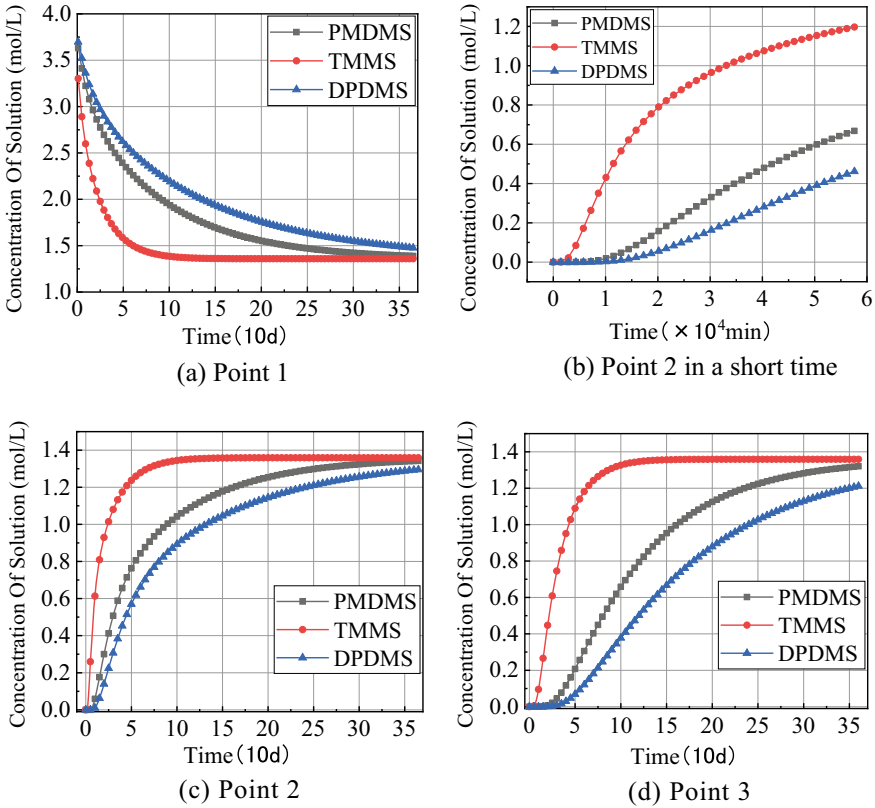 Concentration Of Solution (mol/L)
4.0
3.5
3.0
2.5
2.0
1.5
1.0
PMDMS
TMMS
DPDMS
0 5 10 15 20 25 30 35
Time(10d)
(a) Point 1
Concentration Of Solution (mol/L)
1.2
1.0
0.8
0.6
0.4
0.2
0.0
PMDMS
TMMS
DPDMS
0 1 2 3 4 5 6
Time(×10⁴min)
(b) Point 2 in a short time
Concentration Of Solution (mol/L)
1.4
1.2
1.0
0.8
0.6
0.4
0.2
0.0
PMDMS
TMMS
DPDMS
0 5 10 15 20 25 30 35
Time(10d)
(c) Point 2
Concentration Of Solution (mol/L)
1.4
1.2
1.0
0.8
0.6
0.4
0.2
0.0
PMDMS
TMMS
DPDMS
0 5 10 15 20 25 30 35
Time(10d)
(d) Point 3